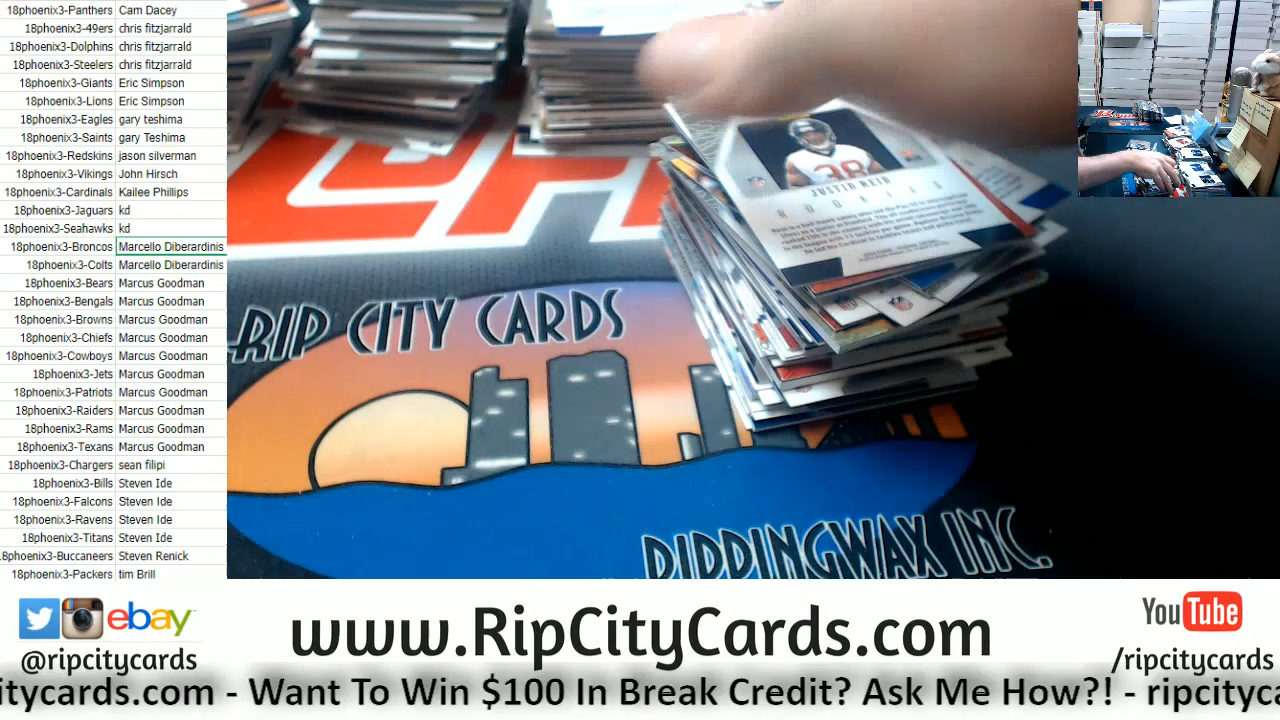 18phoenix3-Panthers Cam Dacey
18phoenix3-49ers chris fitzjarrald
18phoenix3-Dolphins chris fitzjarrald
18phoenix3-Steelers chris fitzjarrald
18phoenix3-Giants Eric Simpson
18phoenix3-Lions Eric Simpson
18phoenix3-Eagles gary teshima
18phoenix3-Saints gary Teshima
18phoenix3-Redskins jason silverman
18phoenix3-Vikings John Hirsch
18phoenix3-Cardinals Kailee Phillips
18phoenix3-Jaguars kd
18phoenix3-Seahawks kd
18phoenix3-Broncos Marcello Diberardinis
18phoenix3-Colts Marcello Diberardinis
18phoenix3-Bears Marcus Goodman
18phoenix3-Bengals Marcus Goodman
18phoenix3-Browns Marcus Goodman
18phoenix3-Chiefs Marcus Goodman
18phoenix3-Cowboys Marcus Goodman
18phoenix3-Jets Marcus Goodman
18phoenix3-Patriots Marcus Goodman
18phoenix3-Raiders Marcus Goodman
18phoenix3-Rams Marcus Goodman
18phoenix3-Texans Marcus Goodman
18phoenix3-Chargers sean filipi
18phoenix3-Bills Steven Ide
18phoenix3-Falcons Steven Ide
18phoenix3-Ravens Steven Ide
18phoenix3-Titans Steven Ide
18phoenix3-Buccaneers Steven Renick
18phoenix3-Packers tim Brill
38
JUSTIN REID
ROOKIES
RIP CITY CARDS
RIPPINGWAX INC.
ebay
@ripcitycards
www.RipCityCards.com
YouTube
/ripcitycards
citycards.com - Want To Win $100 In Break Credit? Ask Me How?! - ripcityca